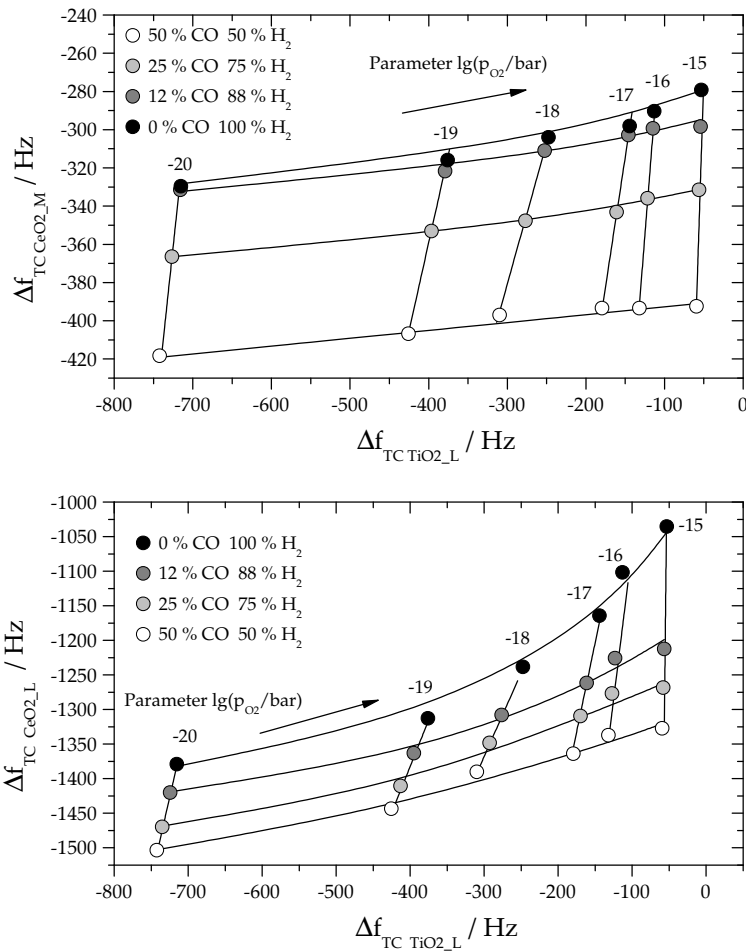 -240
-260
-280
-300
-320
-340
-360
-380
-400
-420
Δf_TC CeO2_M / Hz
50 % CO 50 % H₂
25 % CO 75 % H₂
12 % CO 88 % H₂
0 % CO 100 % H₂
Parameter lg(p_O2/bar)
-20
-19
-18
-17
-16
-15
-800 -700 -600 -500 -400 -300 -200 -100 0
Δf_TC TiO2_L / Hz
-1000
-1050
-1100
-1150
-1200
-1250
-1300
-1350
-1400
-1450
-1500
Δf_TC CeO2_L / Hz
0 % CO 100 % H₂
12 % CO 88 % H₂
25 % CO 75 % H₂
50 % CO 50 % H₂
Parameter lg(p_O2/bar)
-20
-19
-18
-17
-16
-15
-800 -700 -600 -500 -400 -300 -200 -100 0
Δf_TC TiO2_L / Hz